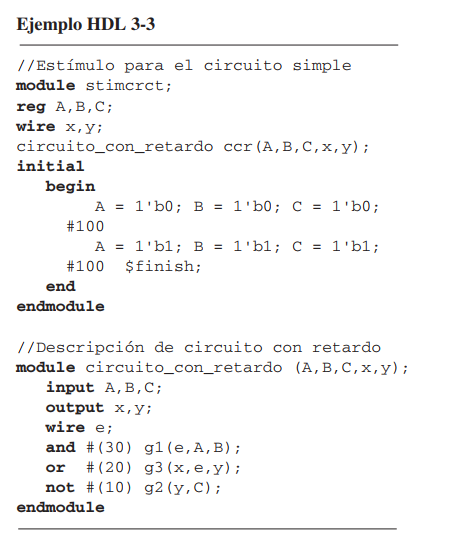 Ejemplo HDL 3-3
//Estímulo para el circuito simple
module stimcrct;
reg A,B,C;
wire x,y;
circuito_con_retardo ccr(A,B,C,x,y);
initial
   begin
        A = 1'b0; B = 1'b0; C = 1'b0;
     #100
        A = 1'b1; B = 1'b1; C = 1'b1;
     #100  $finish;
   end
endmodule

//Descripción de circuito con retardo
module circuito_con_retardo (A,B,C,x,y);
   input A,B,C;
   output x,y;
   wire e;
   and #(30) g1(e,A,B);
   or  #(20) g3(x,e,y);
   not #(10) g2(y,C);
endmodule